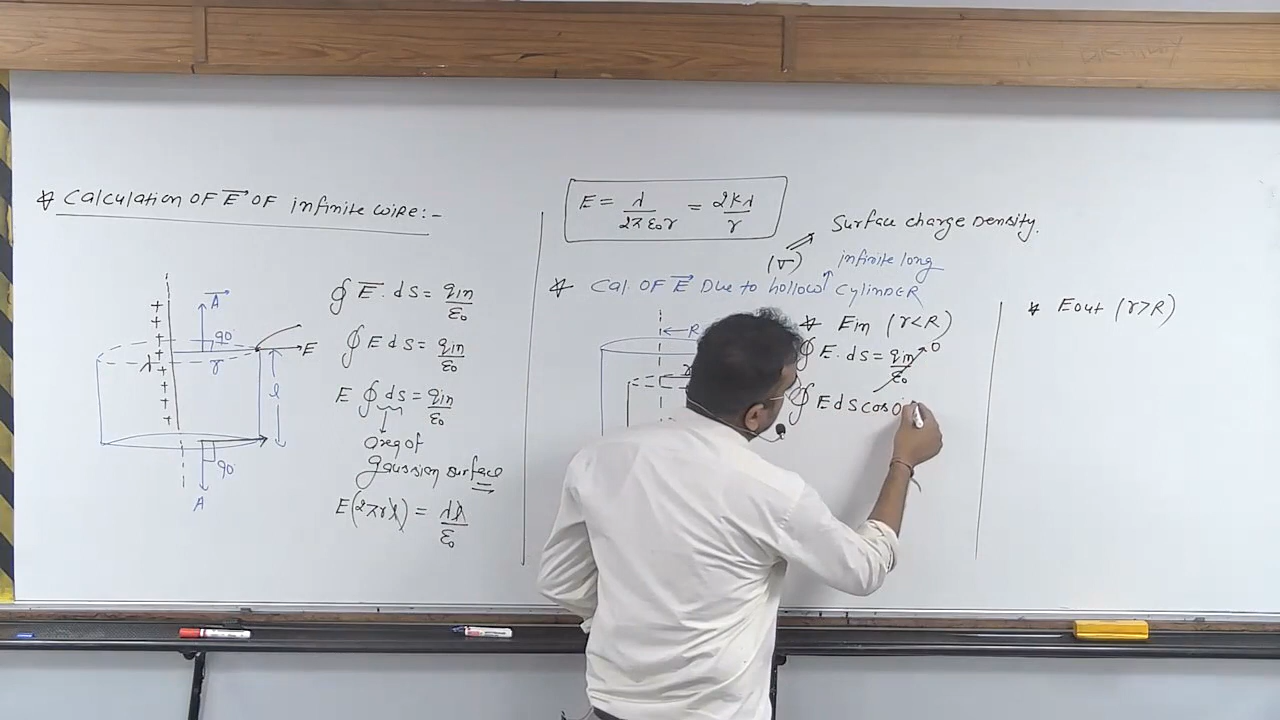 * Calculation OF E→ OF infinite wire:-
A→
90
+
+
+
+
+
+
+
+
λ
r
E
l
90
A
∮ E→. ds = qin/ε₀
∮ E ds = qin/ε₀
E ∮ ds = qin/ε₀
area of
gaussian surface
E(2πrl) = λl/ε₀
E = λ/2πε₀r = 2Kλ/r
(σ) Surface charge Density.
infinite long
* Cal. OF E→ Due to hollow CYLINDER
R
r
* Ein (r<R)
∮ E. ds = qin/ε₀ 0
∮ E ds cos 0
* Eout (r>R)